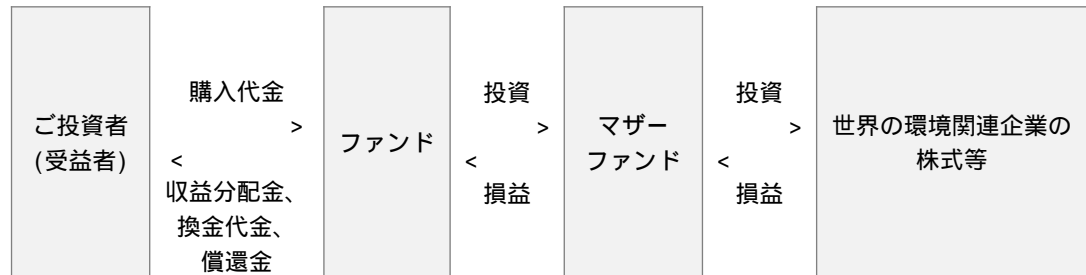 ご投資者
(受益者)
購入代金
>
<
収益分配金、
換金代金、
償還金
ファンド
投資
>
<
損益
マザー
ファンド
投資
>
<
損益
世界の環境関連企業の
株式等